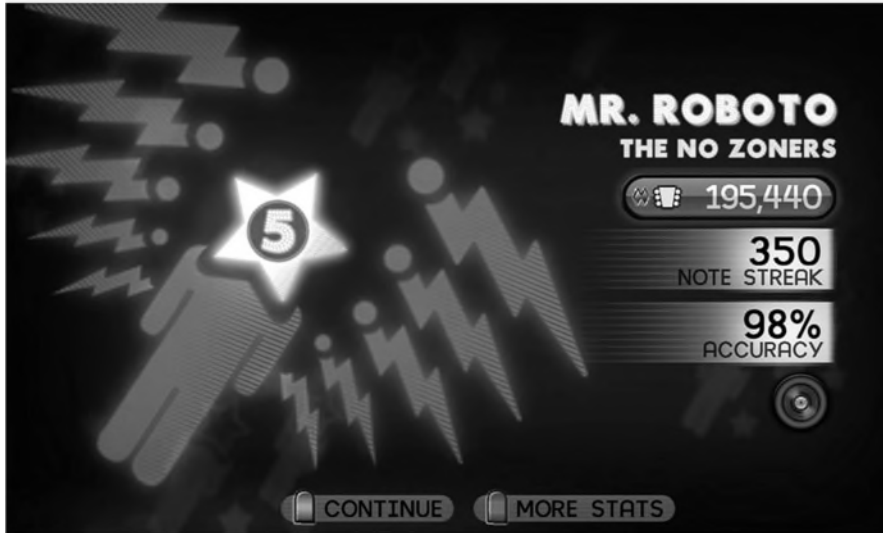 MR. ROBOTO
THE NO ZONERS
195,440
5
350
NOTE STREAK
98%
ACCURACY
CONTINUE
MORE STATS